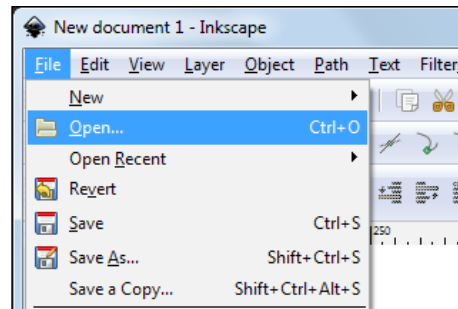 New document 1 - Inkscape
File Edit View Layer Object Path Text Filter
New
Open... Ctrl+O
Open Recent
Revert
Save Ctrl+S
Save As... Shift+Ctrl+S
Save a Copy... Shift+Ctrl+Alt+S
250